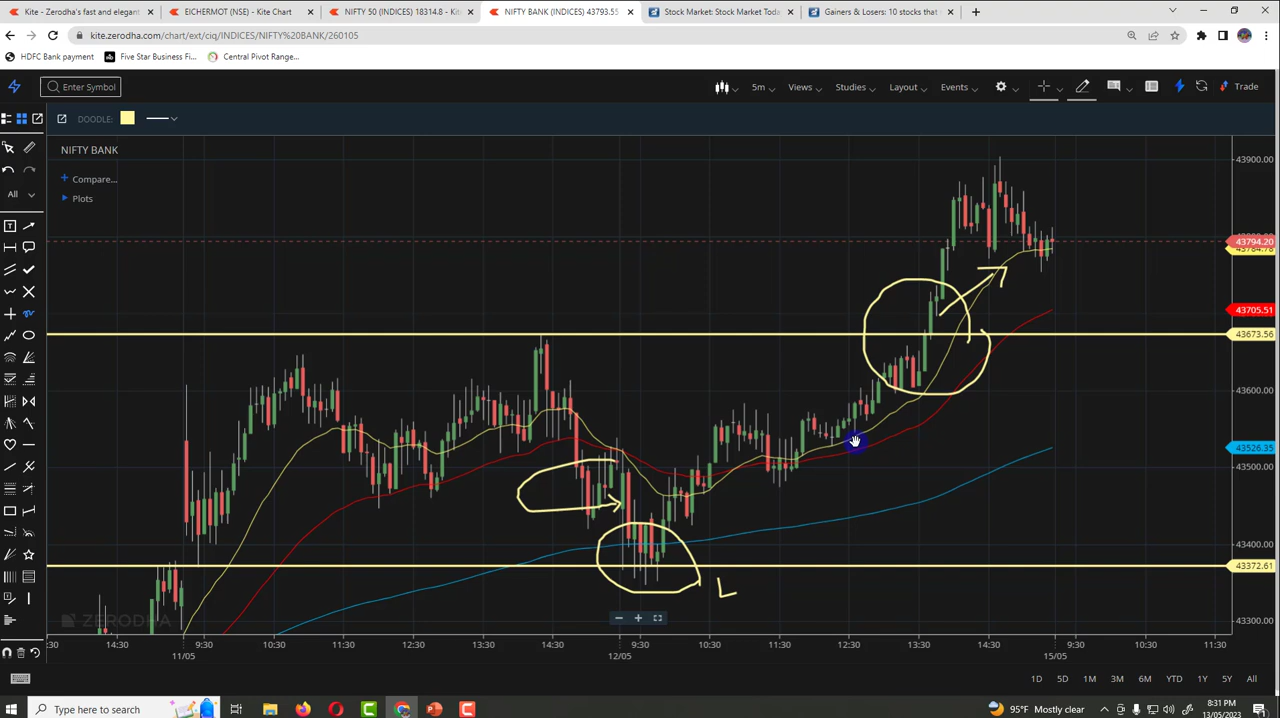 Kite - Zerodha's fast and elegant
EICHERMOT (NSE) - Kite Chart
NIFTY 50 (INDICES) 18314.8 - Kite
NIFTY BANK (INDICES) 43793.55
Stock Market: Stock Market Toda
Gainers & Losers: 10 stocks that
kite.zerodha.com/chart/ext/ciq/INDICES/NIFTY%20BANK/260105
HDFC Bank payment
Five Star Business Fi...
Central Pivot Range...
Enter Symbol
5m
Views
Studies
Layout
Events
Trade
DOODLE:
NIFTY BANK
Compare...
Plots
All
43900.00
43794.20
43705.51
43673.56
43600.00
43500.00
43526.35
43400.00
43372.61
43300.00
L
ZERODHA
14:30
9:30
10:30
11:30
12:30
13:30
14:30
9:30
10:30
11:30
12:30
13:30
14:30
9:30
10:30
11:30
11/05
12/05
15/05
1D
5D
1M
3M
6M
YTD
1Y
5Y
All
Type here to search
95°F Mostly clear
8:31 PM
13/05/2023